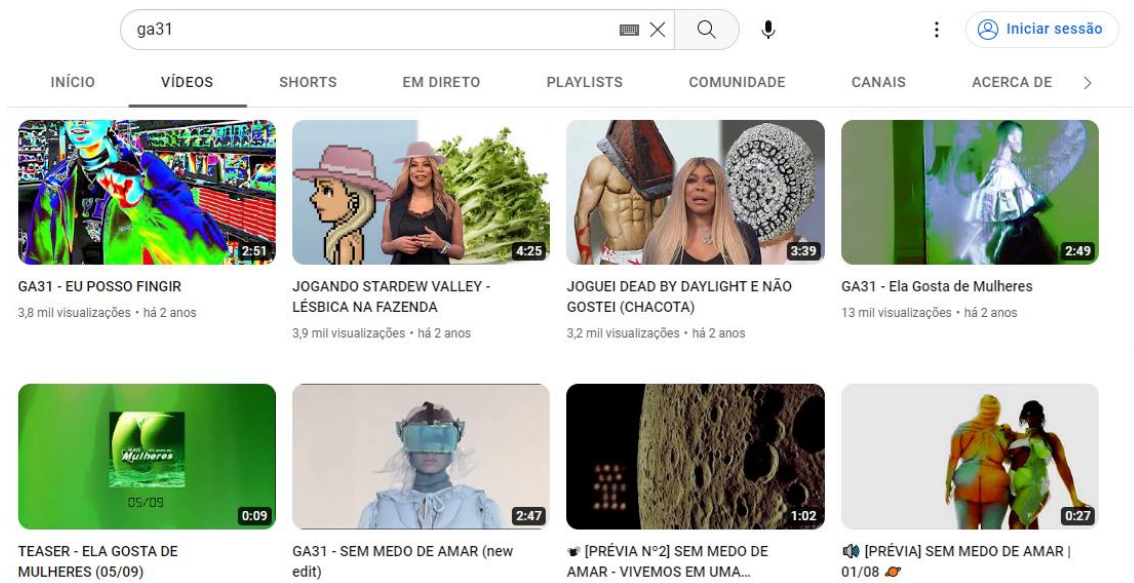 ga31
Iniciar sessão
INÍCIO VÍDEOS SHORTS EM DIRETO PLAYLISTS COMUNIDADE CANAIS ACERCA DE
2:51
4:25
3:39
2:49
GA31 - EU POSSO FINGIR
3,8 mil visualizações • há 2 anos
JOGANDO STARDEW VALLEY -
LÉSBICA NA FAZENDA
3,9 mil visualizações • há 2 anos
JOGUEI DEAD BY DAYLIGHT E NÃO
GOSTEI (CHACOTA)
3,2 mil visualizações • há 2 anos
GA31 - Ela Gosta de Mulheres
13 mil visualizações • há 2 anos
Mulheres
05/09
0:09
2:47
1:02
0:27
TEASER - ELA GOSTA DE
MULHERES (05/09)
GA31 - SEM MEDO DE AMAR (new
edit)
[PRÉVIA Nº2] SEM MEDO DE
AMAR - VIVEMOS EM UMA...
[PRÉVIA] SEM MEDO DE AMAR |
01/08